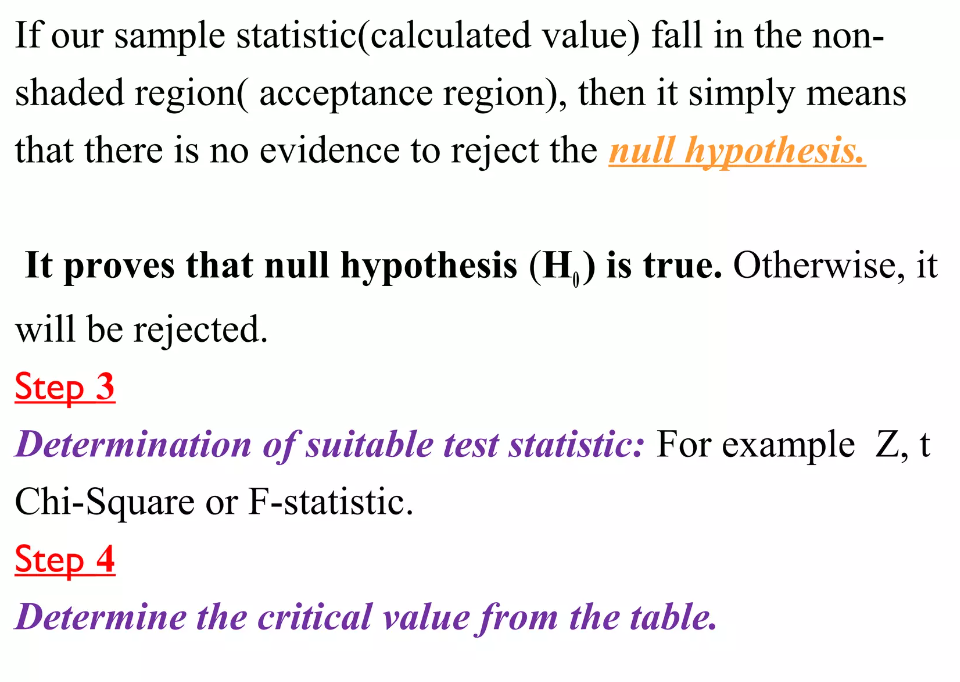 If our sample statistic(calculated value) fall in the non-
shaded region( acceptance region), then it simply means
that there is no evidence to reject the null hypothesis.
It proves that null hypothesis (H0) is true. Otherwise, it
will be rejected.
Step 3
Determination of suitable test statistic: For example  Z, t
Chi-Square or F-statistic.
Step 4
Determine the critical value from the table.